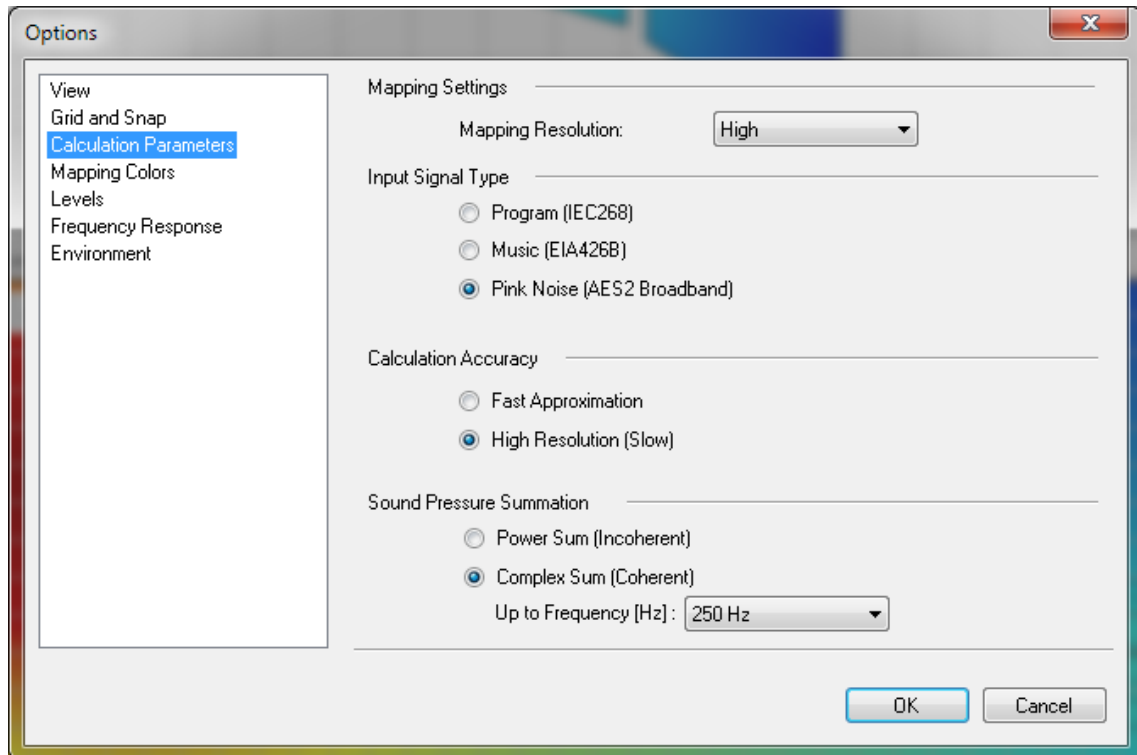 Options
View
Grid and Snap
Calculation Parameters
Mapping Colors
Levels
Frequency Response
Environment
Mapping Settings
Mapping Resolution: High
Input Signal Type
Program (IEC268)
Music (EIA426B)
Pink Noise (AES2 Broadband)
Calculation Accuracy
Fast Approximation
High Resolution (Slow)
Sound Pressure Summation
Power Sum (Incoherent)
Complex Sum (Coherent)
Up to Frequency [Hz] : 250 Hz
OK Cancel